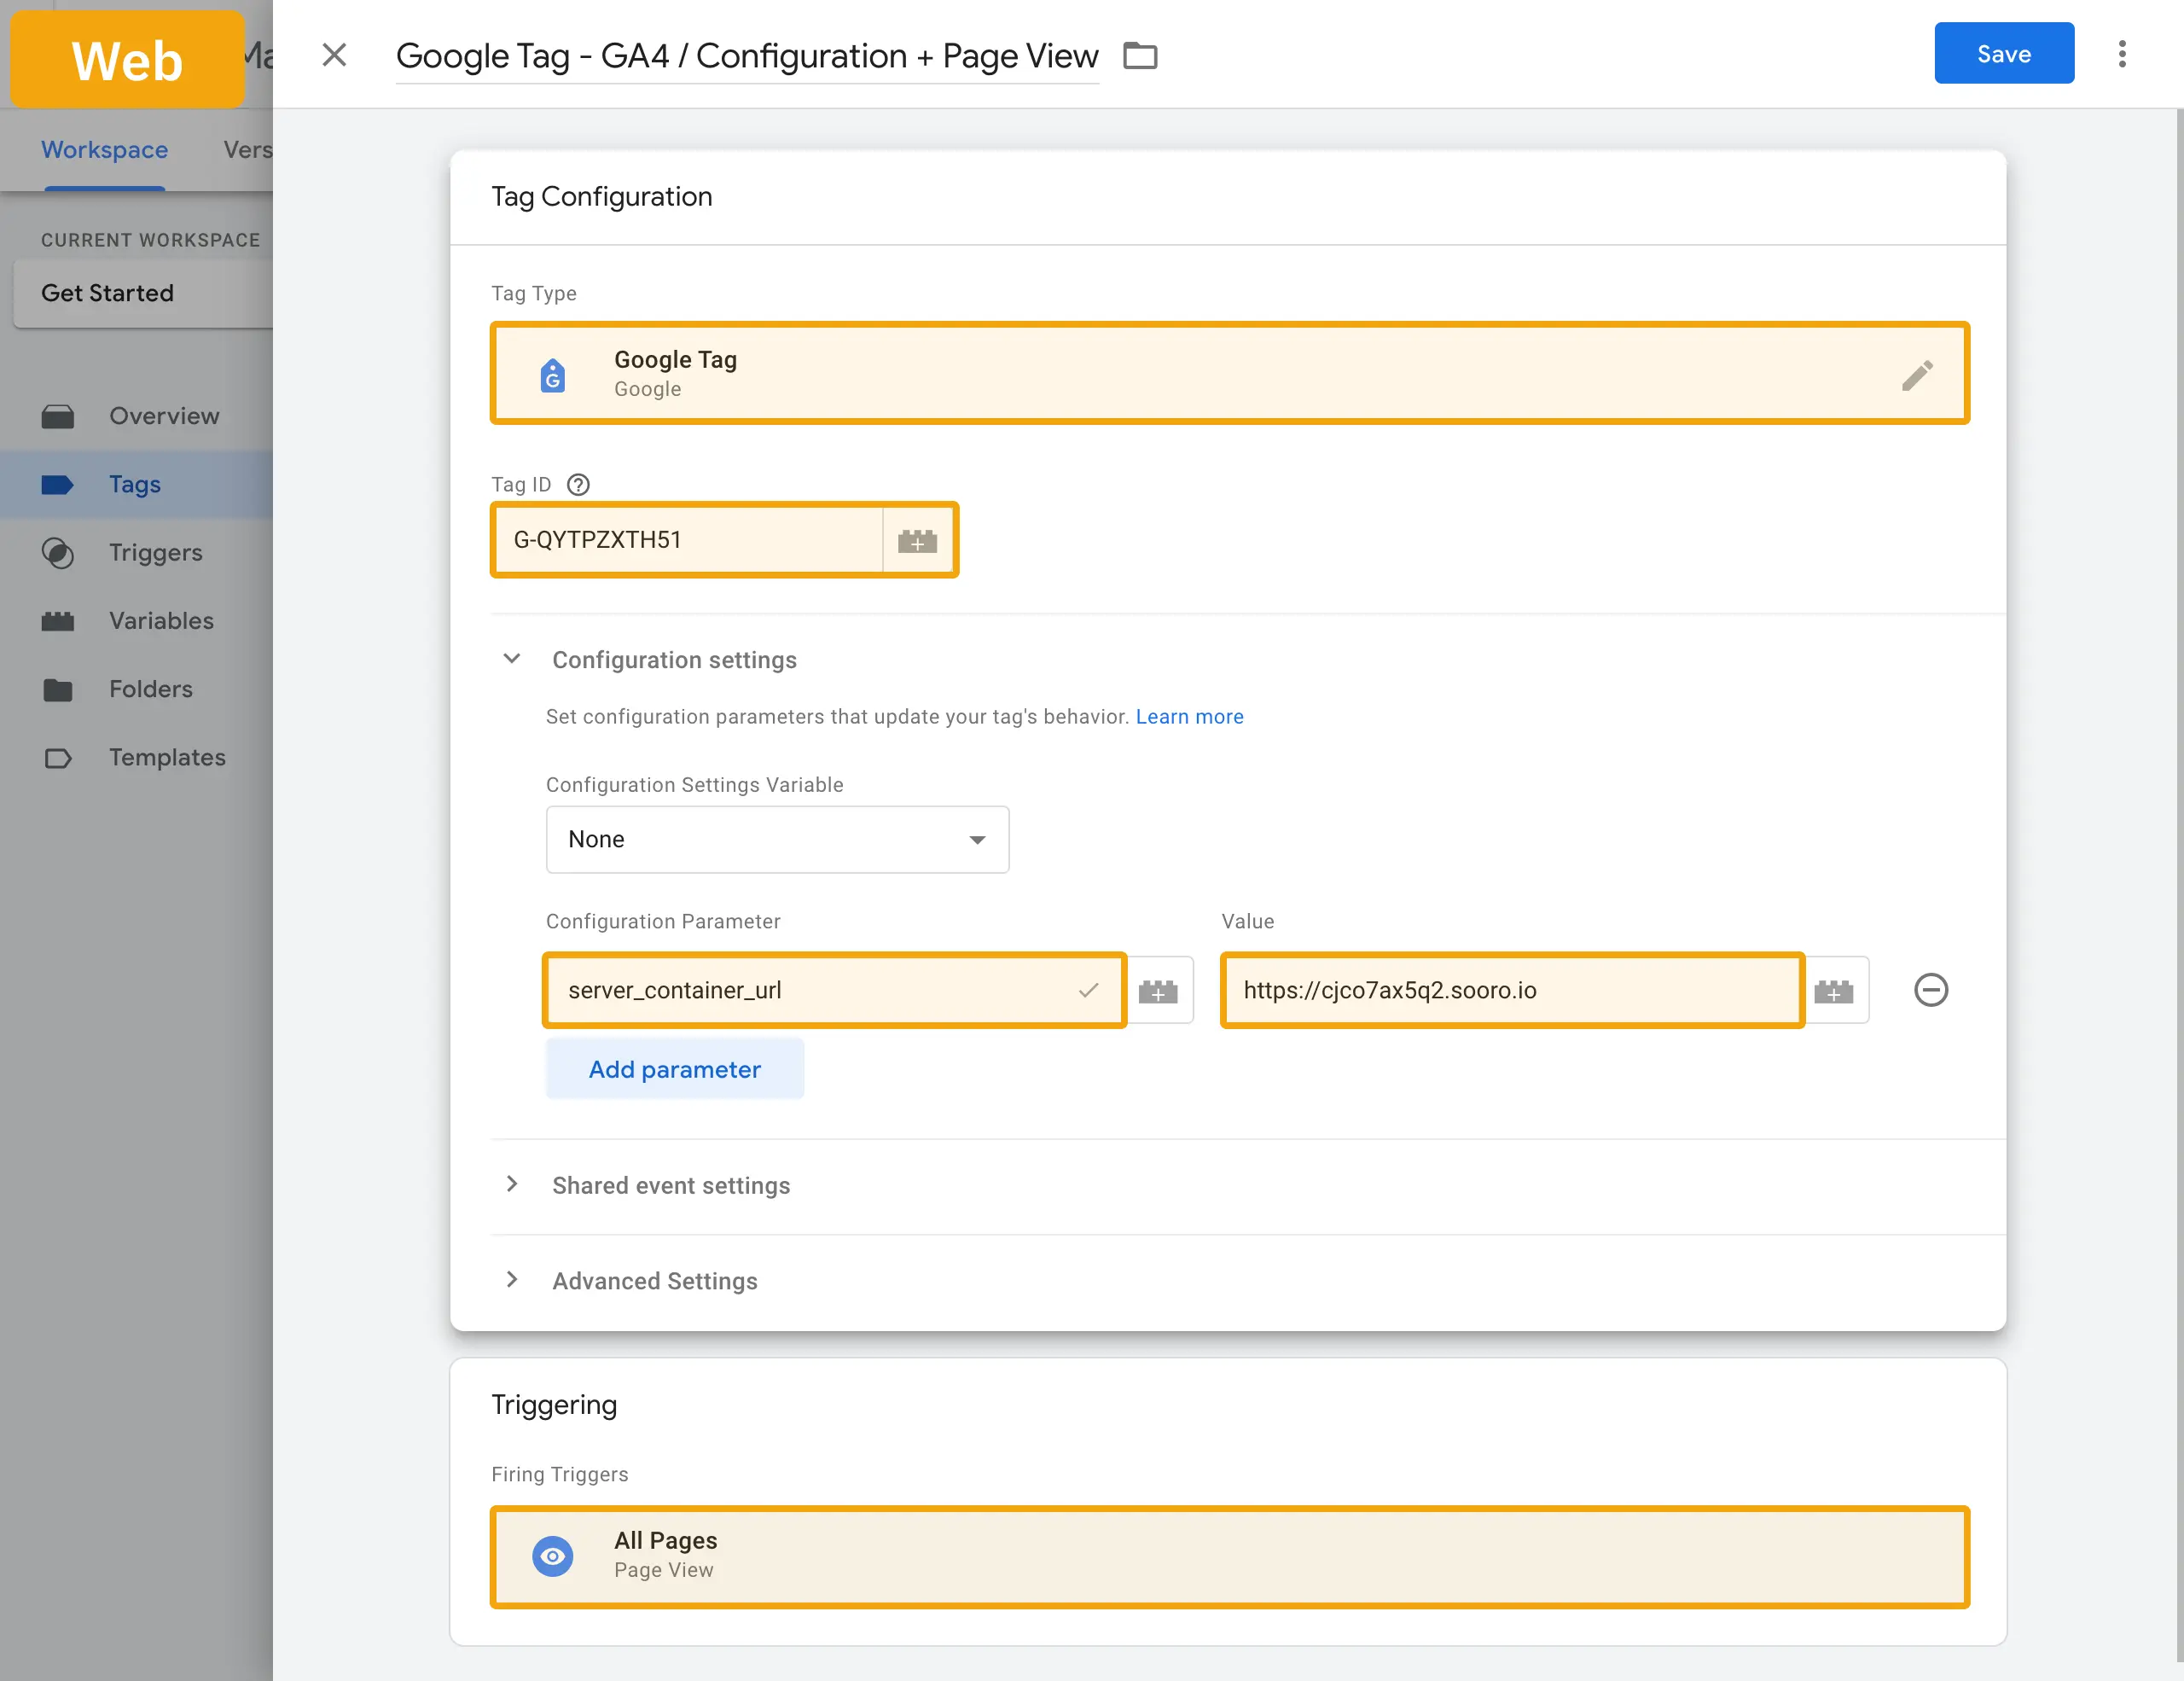 Web
Ma
Google Tag - GA4 / Configuration + Page View
Save
Workspace
Vers
CURRENT WORKSPACE
Get Started
Overview
Tags
Triggers
Variables
Folders
Templates
Tag Configuration
Tag Type
Google Tag
Google
G
Tag ID
G-QYTPZXTH51
Configuration settings
Set configuration parameters that update your tag's behavior. Learn more
Configuration Settings Variable
None
Configuration Parameter
Value
server_container_url
https://cjco7ax5q2.sooro.io
Add parameter
Shared event settings
Advanced Settings
Triggering
Firing Triggers
All Pages
Page View